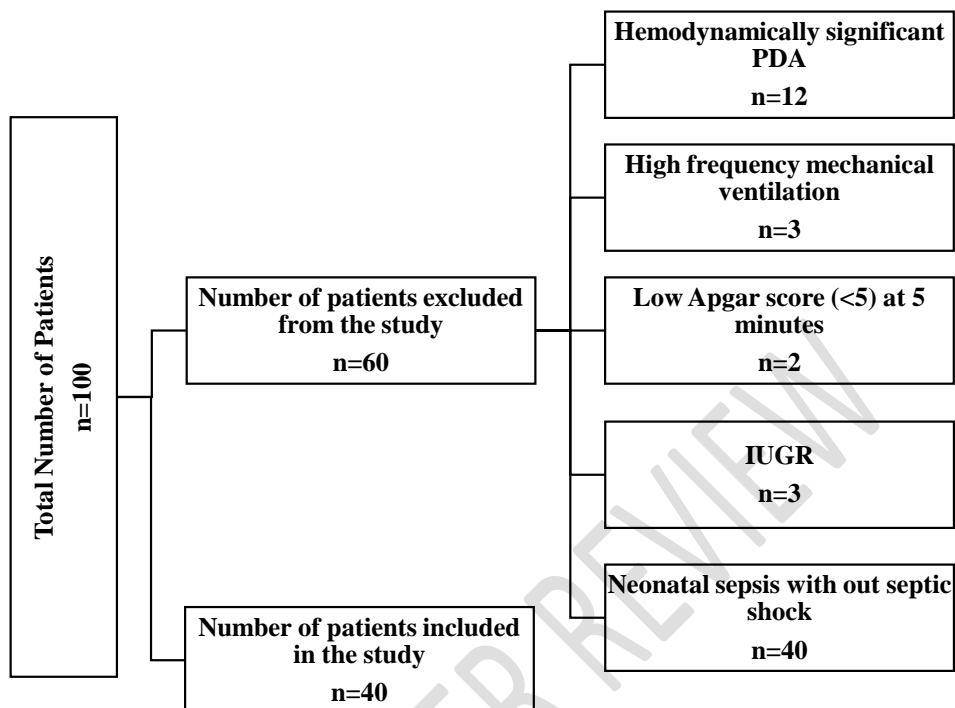 Total Number of Patients
n=100
Number of patients excluded
from the study
n=60
Number of patients included
in the study
n=40
Hemodynamically significant
PDA
n=12
High frequency mechanical
ventilation
n=3
Low Apgar score (<5) at 5
minutes
n=2
IUGR
n=3
Neonatal sepsis with out septic
shock
n=40
ER REVIEW